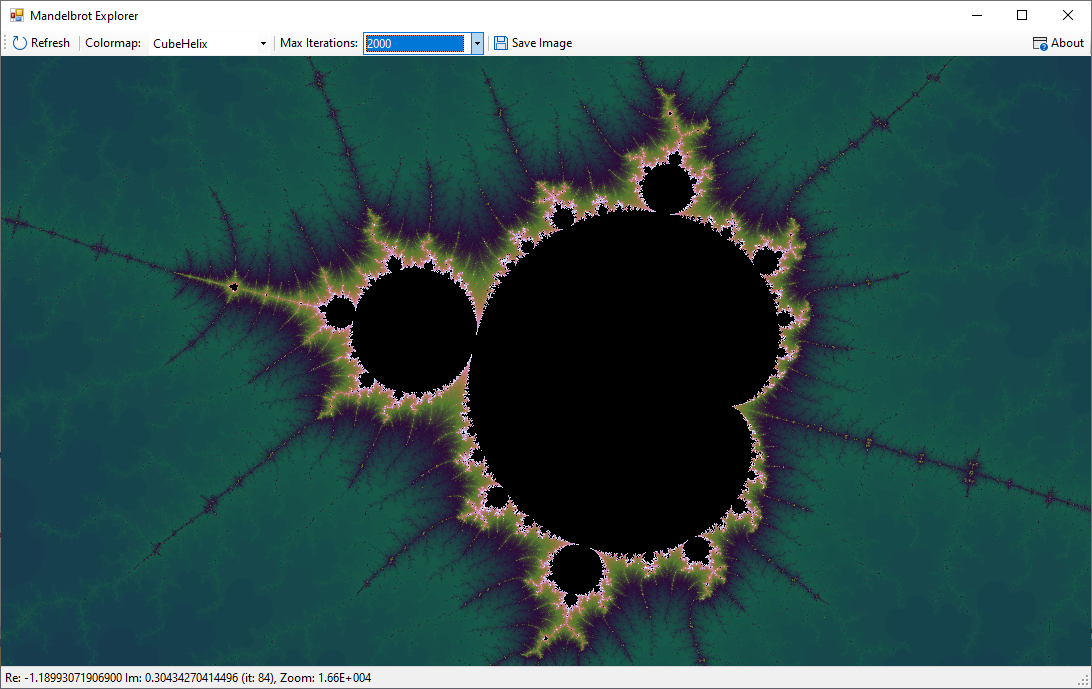 Mandelbrot Explorer
Refresh Colormap: CubeHelix Max Iterations: 2000 Save Image About
Re: -1.18993071906900 Im: 0.30434270414496 (it: 84), Zoom: 1.66E+004